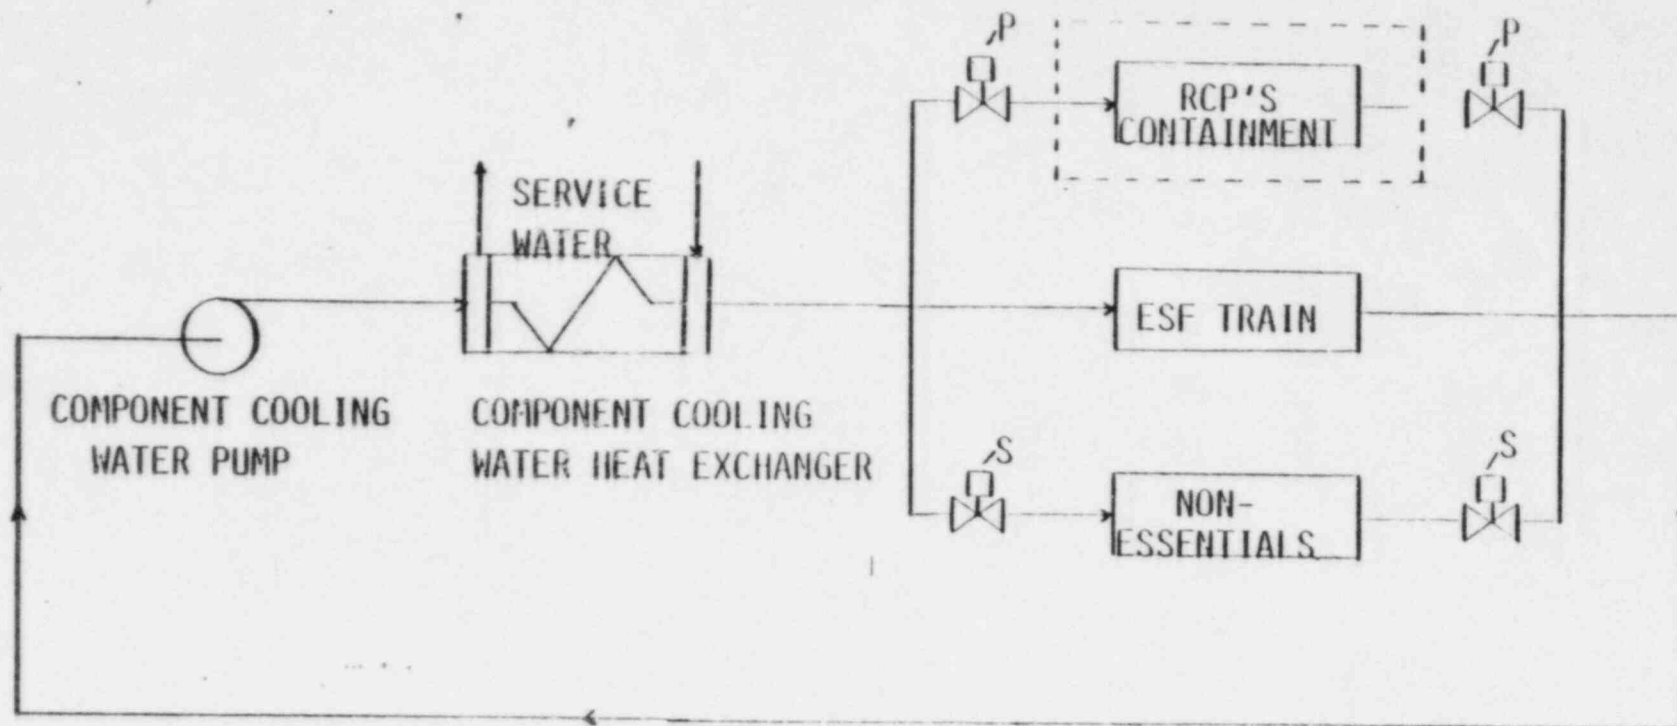 P
P
RCP'S
CONTAINMENT
SERVICE
WATER
ESF TRAIN
COMPONENT COOLING
WATER PUMP
COMPONENT COOLING
WATER HEAT EXCHANGER
S
S
NON-
ESSENTIALS